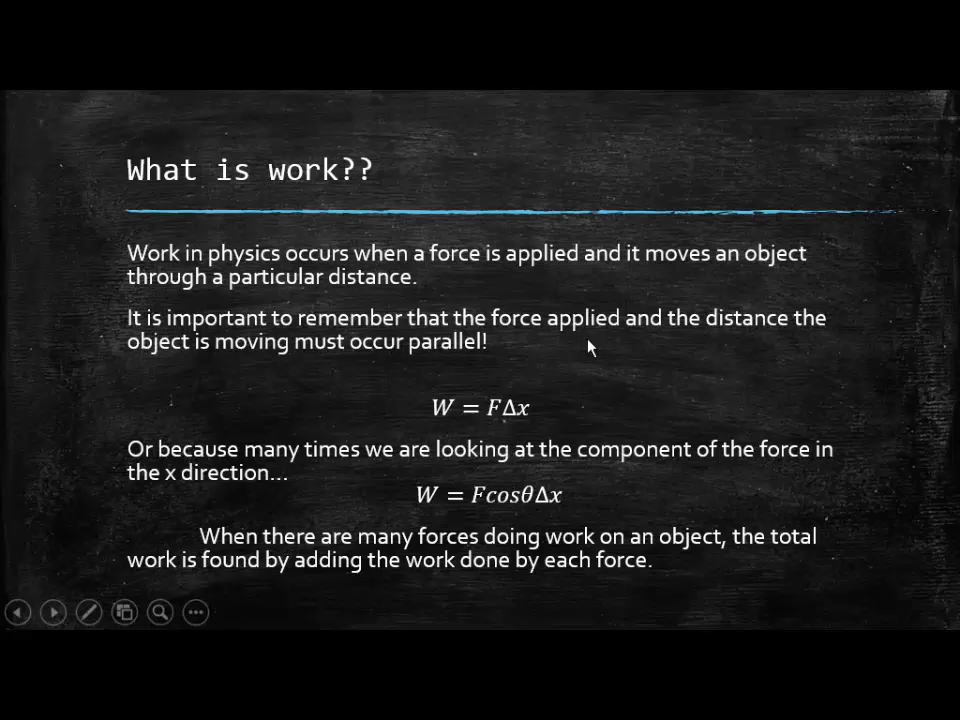 What is work??
Work in physics occurs when a force is applied and it moves an object
through a particular distance.
It is important to remember that the force applied and the distance the
object is moving must occur parallel!
W = FΔx
Or because many times we are looking at the component of the force in
the x direction...
W = FcosθΔx
When there are many forces doing work on an object, the total
work is found by adding the work done by each force.